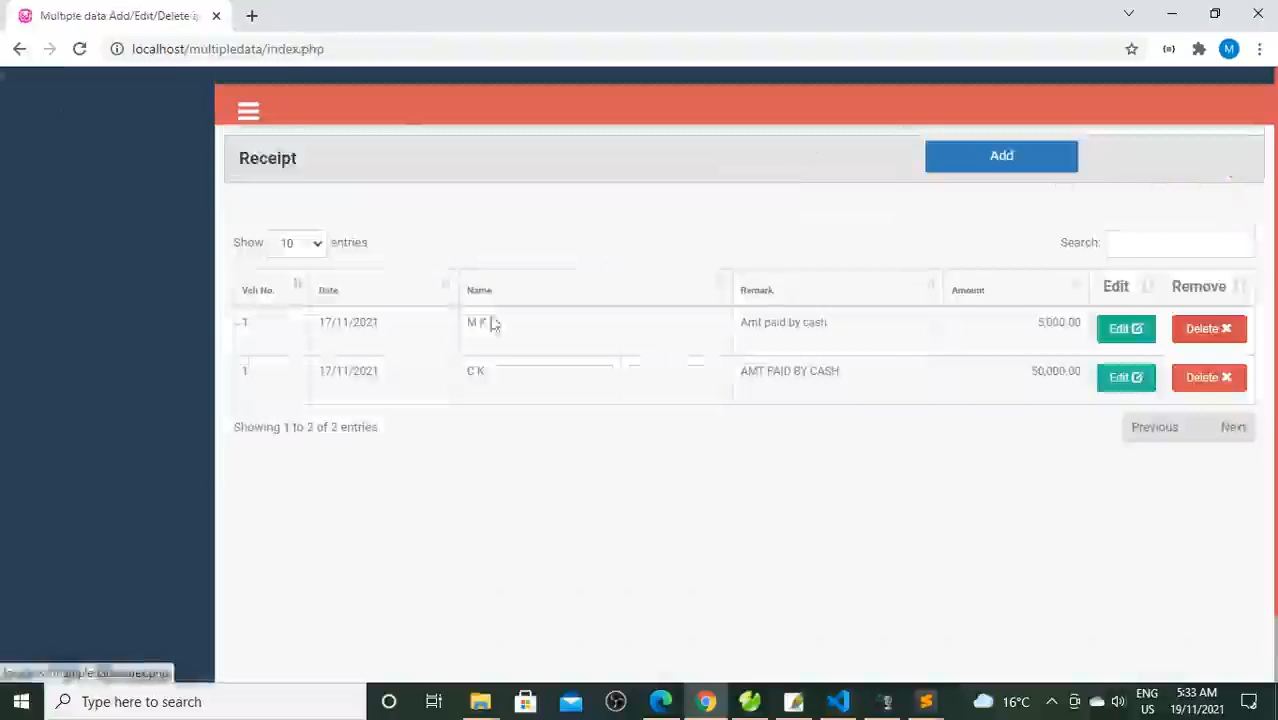 Multiple data Add/Edit/Delete
localhost/multipledata/index.php
M
Receipt
Add
Show 10 entries
Search:
Vch No. Date Name Remark Amount Edit Remove
1 17/11/2021 M K Amt paid by cash 5,000.00 Edit Delete
1 17/11/2021 C K AMT PAID BY CASH 50,000.00 Edit Delete
Showing 1 to 2 of 2 entries
Previous Next
Type here to search
16°C
ENG
US
5:33 AM
19/11/2021